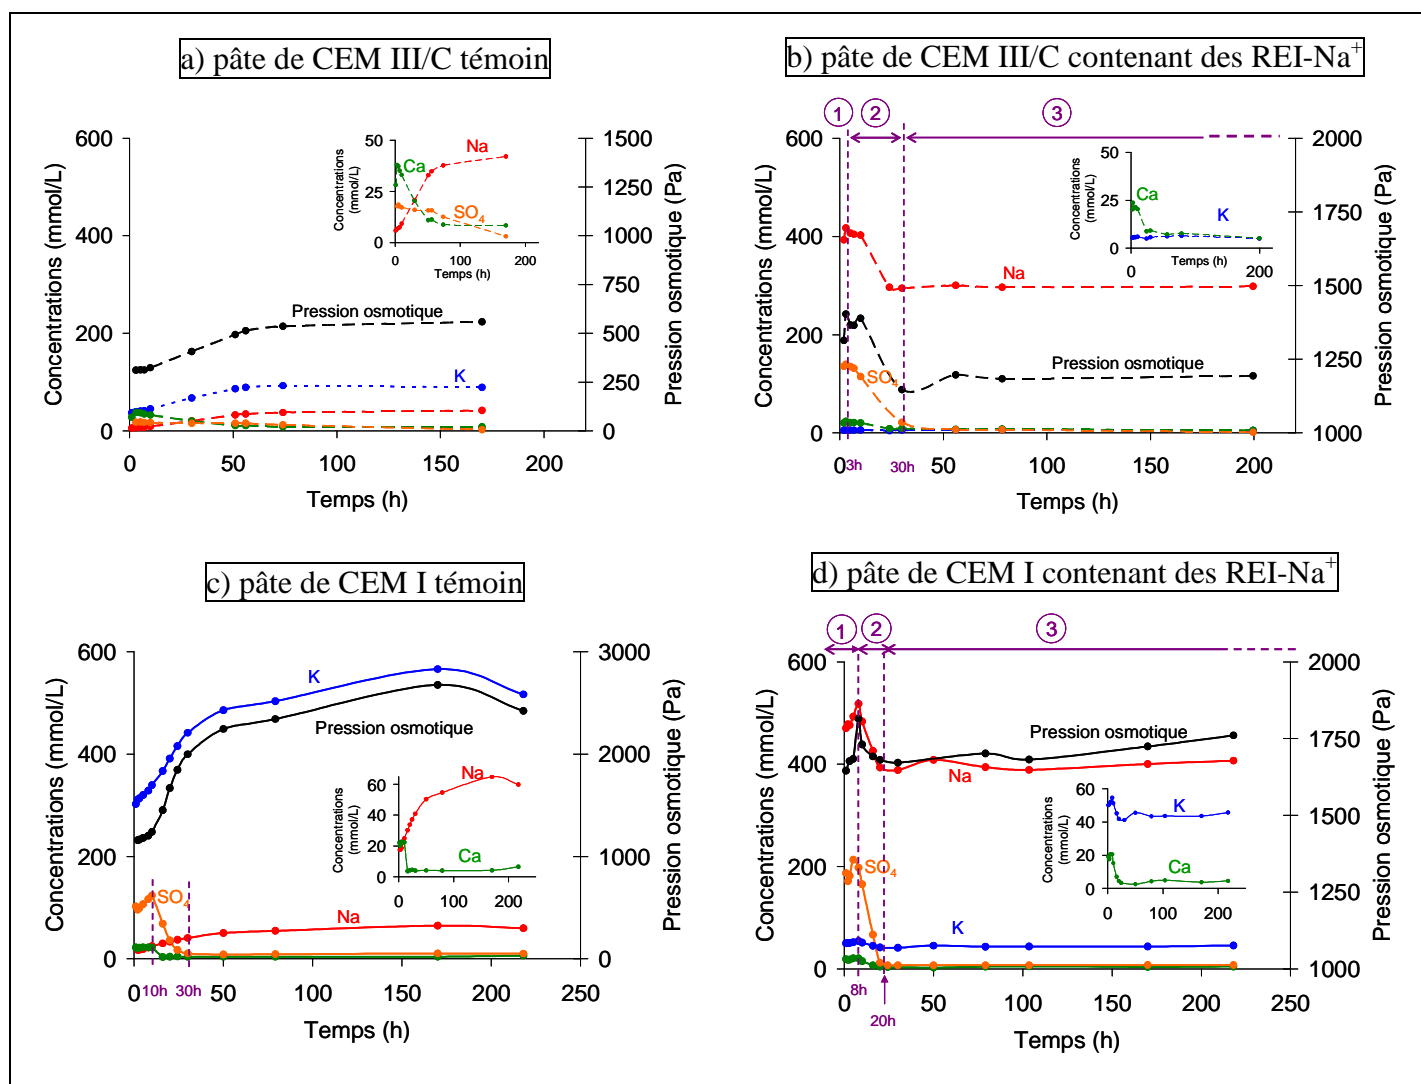 a) pâte de CEM III/C témoin
600
400
200
0
Concentrations (mmol/L)
0 50 100 150 200
Temps (h)
1500
1250
1000
750
500
250
0
Pression osmotique (Pa)
Pression osmotique
K
50
25
0
Concentrations
(mmol/L)
Na
Ca
SO4
0 100 200
Temps (h)
b) pâte de CEM III/C contenant des REI-Na+
1 2 3
600
400
200
0
Concentrations (mmol/L)
0 3h 30h 50 100 150 200
Temps (h)
2000
1750
1500
1250
1000
Pression osmotique (Pa)
Na
Pression osmotique
SO4
50
25
0
Concentrations
(mmol/L)
Ca
K
0 200
Temps (h)
c) pâte de CEM I témoin
600
400
200
0
Concentrations (mmol/L)
0 10h 30h 50 100 150 200 250
Temps (h)
3000
2000
1000
0
Pression osmotique (Pa)
K
Pression osmotique
SO4
Na
60
40
20
0
Concentrations
(mmol/L)
Na
Ca
0 100 200
d) pâte de CEM I contenant des REI-Na+
1 2 3
600
400
200
0
Concentrations (mmol/L)
0 8h 50 100 150 200 250
20h
Temps (h)
2000
1750
1500
1250
1000
Pression osmotique (Pa)
Pression osmotique
Na
SO4
K
60
40
20
0
Concentrations
(mmol/L)
K
Ca
0 100 200